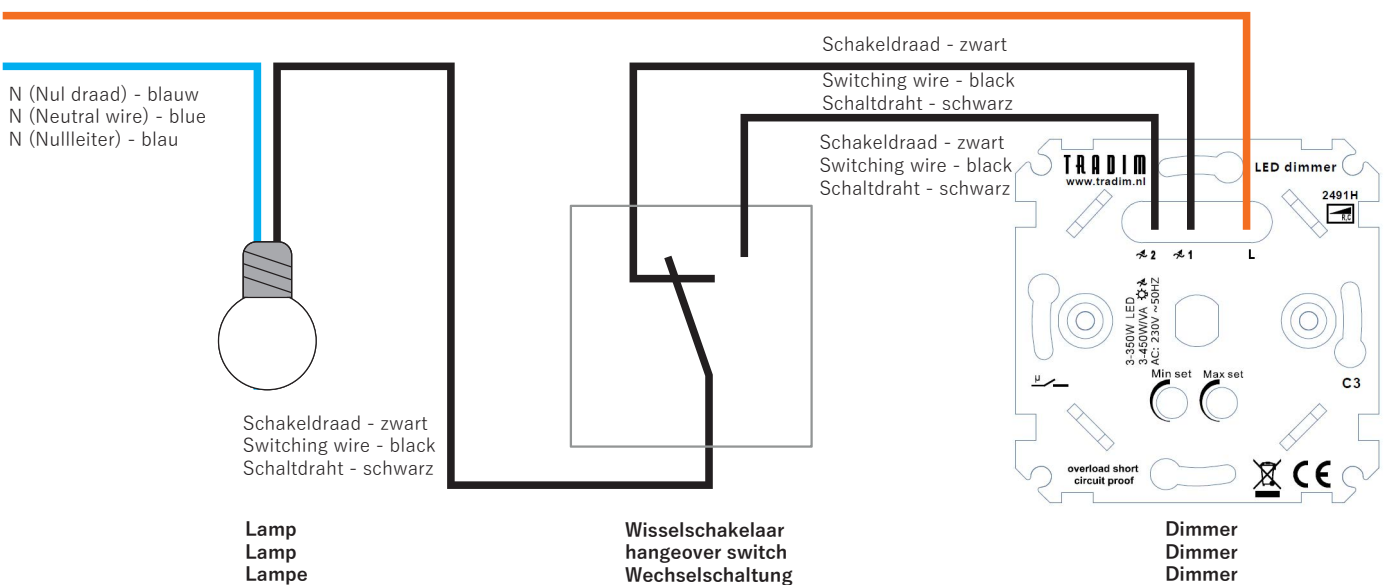 N (Nul draad) - blauw
N (Neutral wire) - blue
N (Nullleiter) - blau
Schakeldraad - zwart
Switching wire - black
Schaltdraht - schwarz
Schakeldraad - zwart
Switching wire - black
Schaltdraht - schwarz
TRADIM
www.tradim.nl
LED dimmer
2491H
R,C
2
1
L
3-350W LED
3-450W/VA
AC: 230V ~50HZ
Min set
Max set
μ
C3
overload short
circuit proof
CE
Schakeldraad - zwart
Switching wire - black
Schaltdraht - schwarz
Lamp
Lamp
Lampe
Wisselschakelaar
hangeover switch
Wechselschaltung
Dimmer
Dimmer
Dimmer